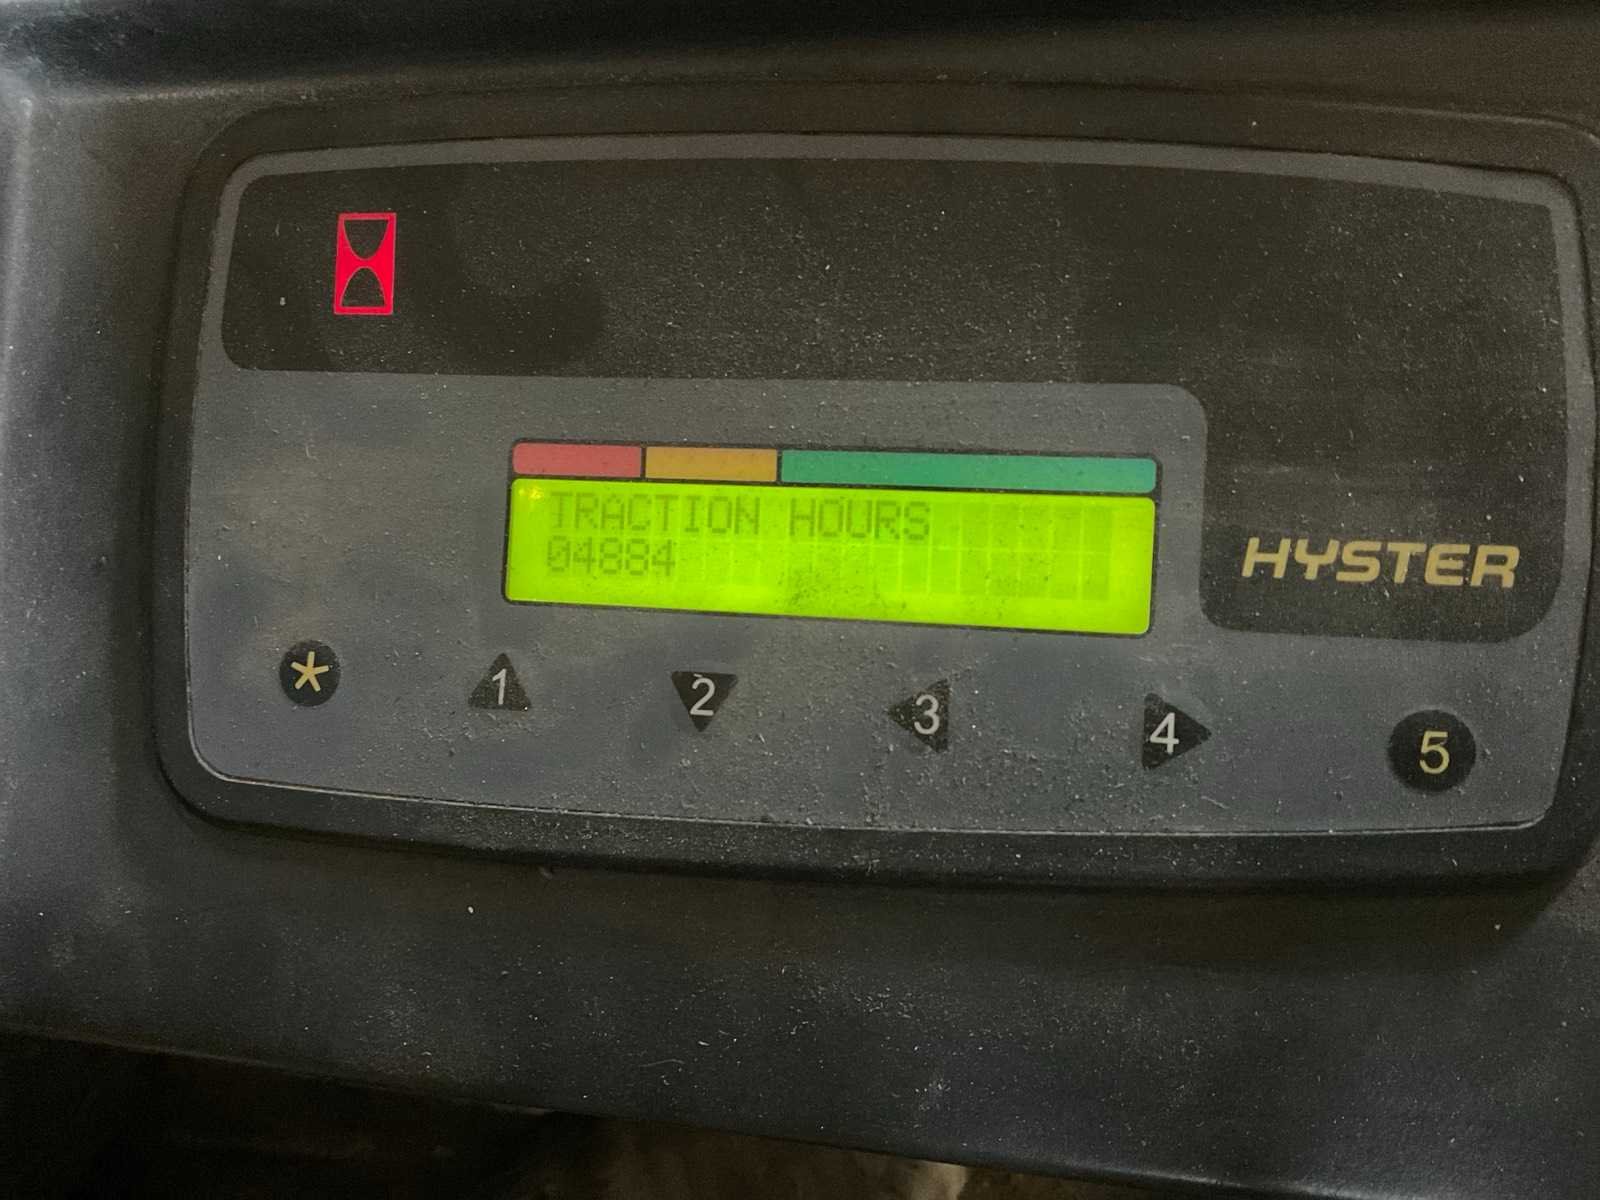 TRACTION HOURS
04884
HYSTER
* 1 2 3 4 5